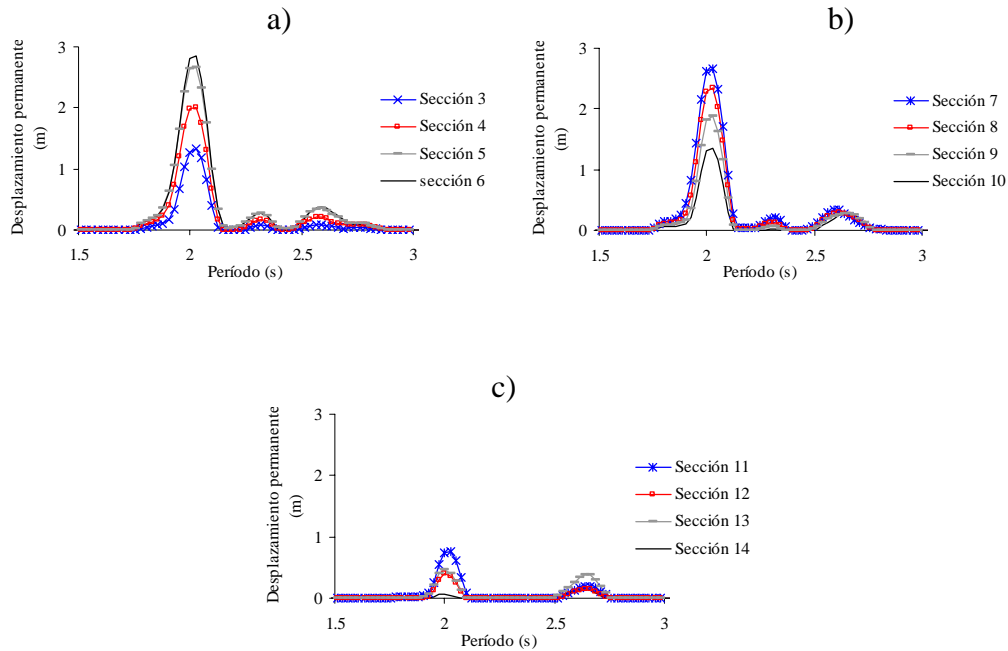 a)
Desplazamiento permanente
(m)
3
2
1
0
1.5
2
2.5
3
Período (s)
Sección 3
Sección 4
Sección 5
sección 6
b)
Desplazamiento permanente
(m)
3
2
1
0
1.5
2
2.5
3
Período (s)
Sección 7
Sección 8
Sección 9
Sección 10
c)
Desplazamiento permanente
(m)
3
2
1
0
1.5
2
2.5
3
Período (s)
Sección 11
Sección 12
Sección 13
Sección 14